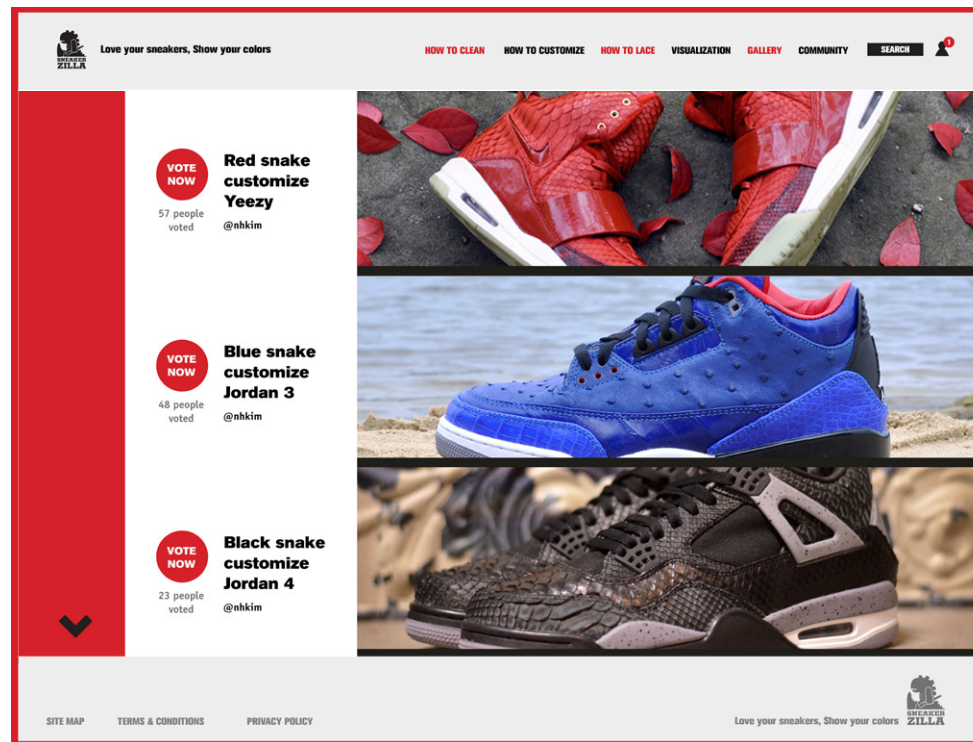 SNEAKER
ZILLA
Love your sneakers, Show your colors
HOW TO CLEAN
HOW TO CUSTOMIZE
HOW TO LACE
VISUALIZATION
GALLERY
COMMUNITY
SEARCH
1
VOTE
NOW
57 people
voted
Red snake
customize
Yeezy
@nhkim
VOTE
NOW
48 people
voted
Blue snake
customize
Jordan 3
@nhkim
VOTE
NOW
23 people
voted
Black snake
customize
Jordan 4
@nhkim
SITE MAP
TERMS & CONDITIONS
PRIVACY POLICY
Love your sneakers, Show your colors
SNEAKER
ZILLA